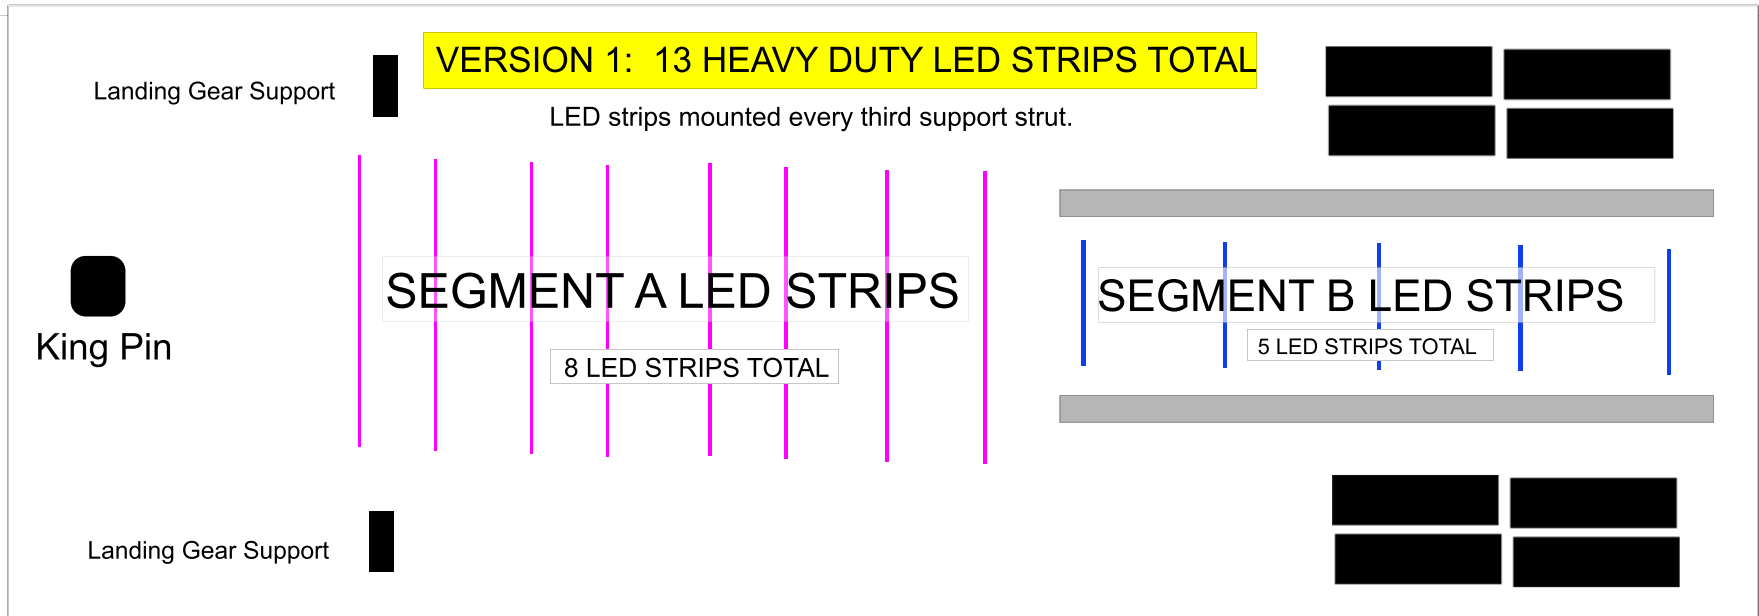 VERSION 1:  13 HEAVY DUTY LED STRIPS TOTAL
Landing Gear Support
LED strips mounted every third support strut.
SEGMENT A LED STRIPS
SEGMENT B LED STRIPS
King Pin
8 LED STRIPS TOTAL
5 LED STRIPS TOTAL
Landing Gear Support